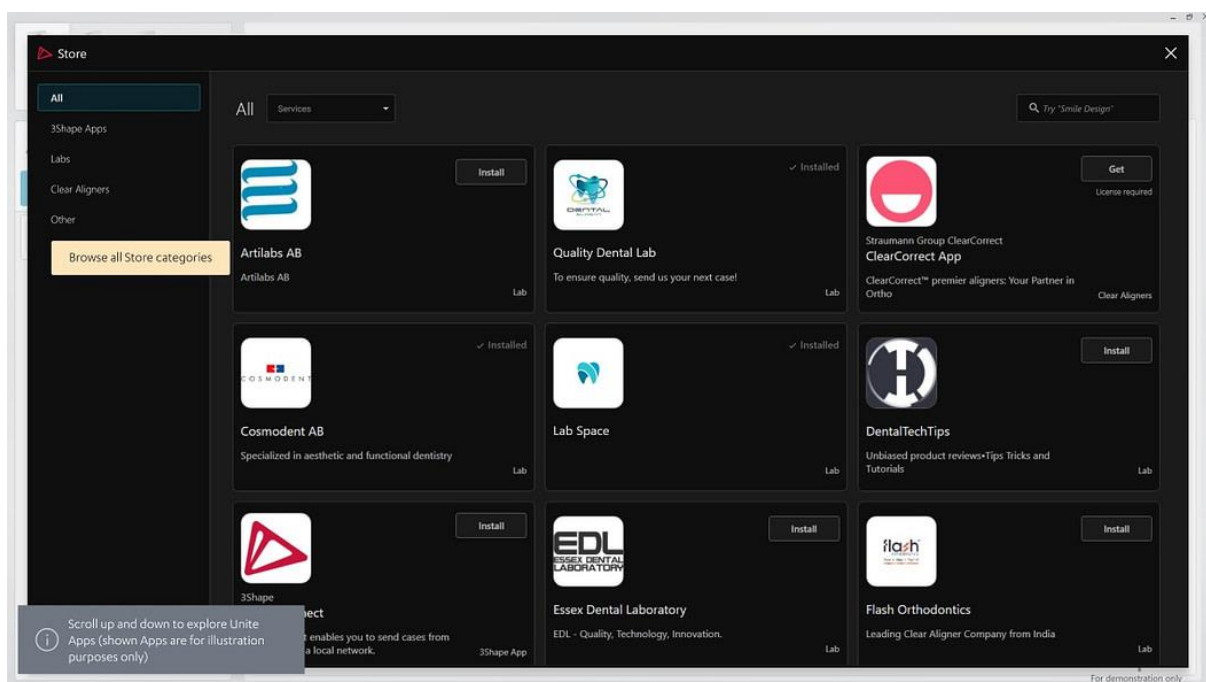 Store
All
3Shape Apps
Labs
Clear Aligners
Other
Browse all Store categories
All
Services
Try "Smile Design"
Install
Artilabs AB
Artilabs AB
Lab
Installed
DENTAL
Quality Dental Lab
To ensure quality, send us your next case!
Lab
Get
License required
Straumann Group ClearCorrect
ClearCorrect App
ClearCorrect™ premier aligners: Your Partner in
Ortho
Clear Aligners
Installed
COSMODENT
Cosmodent AB
Specialized in aesthetic and functional dentistry
Lab
Installed
Lab Space
Lab
Install
DentalTechTips
Unbiased product reviews•Tips Tricks and
Tutorials
Lab
Install
3Shape
ect
t enables you to send cases from
a local network.
3Shape App
Install
EDL
ESSEX DENTAL
LABORATORY
Essex Dental Laboratory
EDL - Quality, Technology, Innovation.
Lab
Install
flash
Flash Orthodontics
Leading Clear Aligner Company from India
Lab
Scroll up and down to explore Unite
Apps (shown Apps are for illustration
purposes only)
For demonstration only